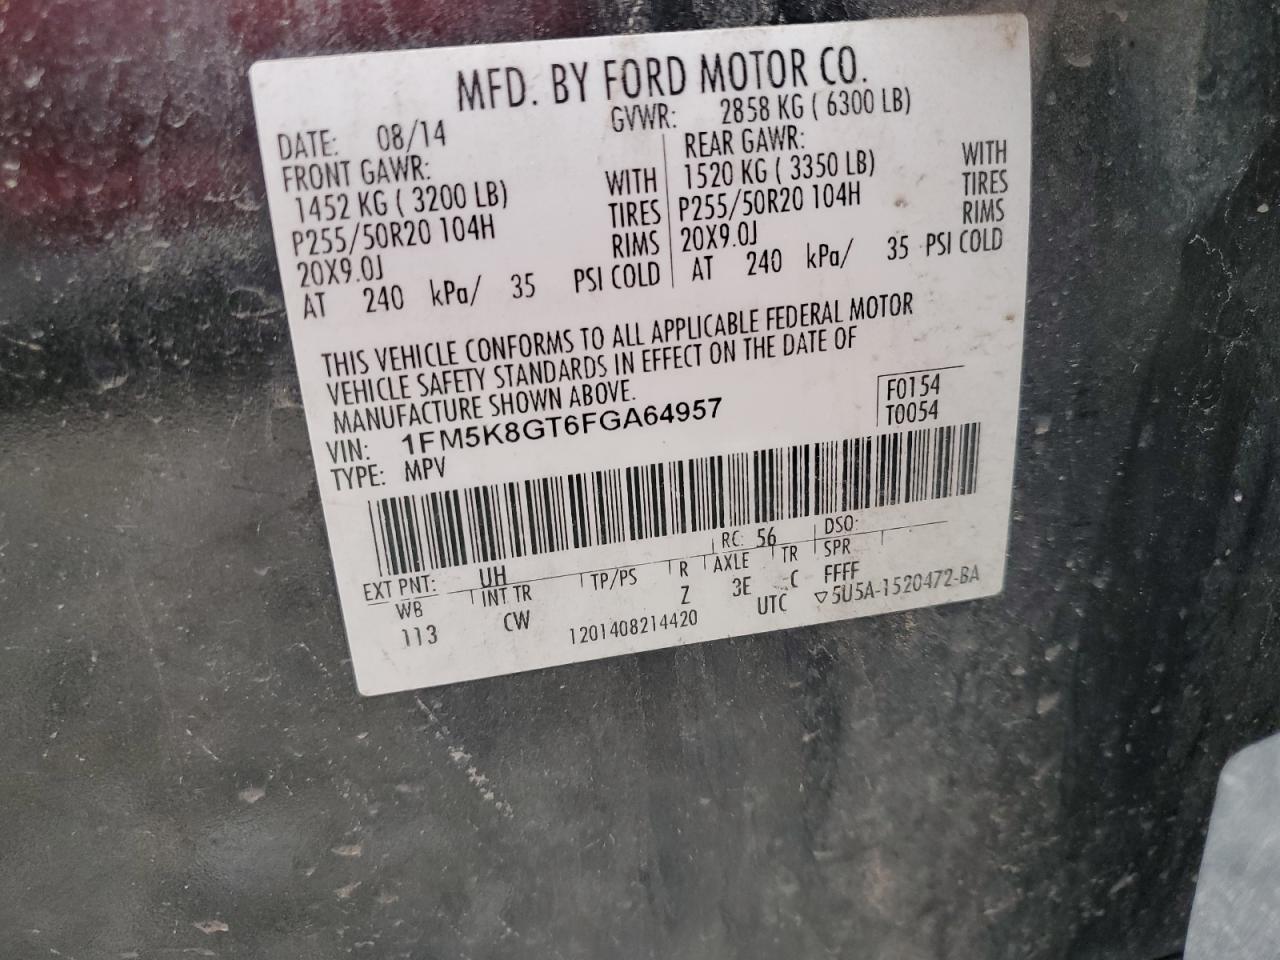 MFD. BY FORD MOTOR CO.
DATE: 08/14 GVWR: 2858 KG ( 6300 LB)
FRONT GAWR: REAR GAWR:
1452 KG ( 3200 LB) WITH 1520 KG ( 3350 LB) WITH
P255/50R20 104H TIRES P255/50R20 104H TIRES
20X9.0J RIMS 20X9.0J RIMS
AT 240 kPa/ 35 PSI COLD AT 240 kPa/ 35 PSI COLD
THIS VEHICLE CONFORMS TO ALL APPLICABLE FEDERAL MOTOR
VEHICLE SAFETY STANDARDS IN EFFECT ON THE DATE OF
MANUFACTURE SHOWN ABOVE.
F0154
VIN: 1FM5K8GT6FGA64957 T0054
TYPE: MPV
EXT PNT: UH RC: 56 DSO:
WB INT TR TP/PS R AXLE TR SPR
113 CW Z 3E C FFFF
1201408214420 UTC ▽5U5A-1520472-BA